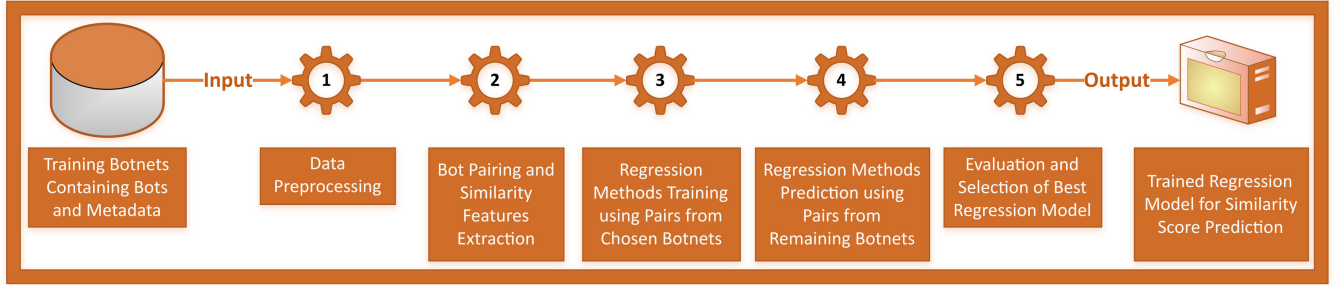 Input
1
2
3
4
5
Output
Training Botnets
Containing Bots
and Metadata
Data
Preprocessing
Bot Pairing and
Similarity
Features
Extraction
Regression
Methods Training
using Pairs from
Chosen Botnets
Regression Methods
Prediction using
Pairs from
Remaining Botnets
Evaluation and
Selection of Best
Regression Model
Trained Regression
Model for Similarity
Score Prediction